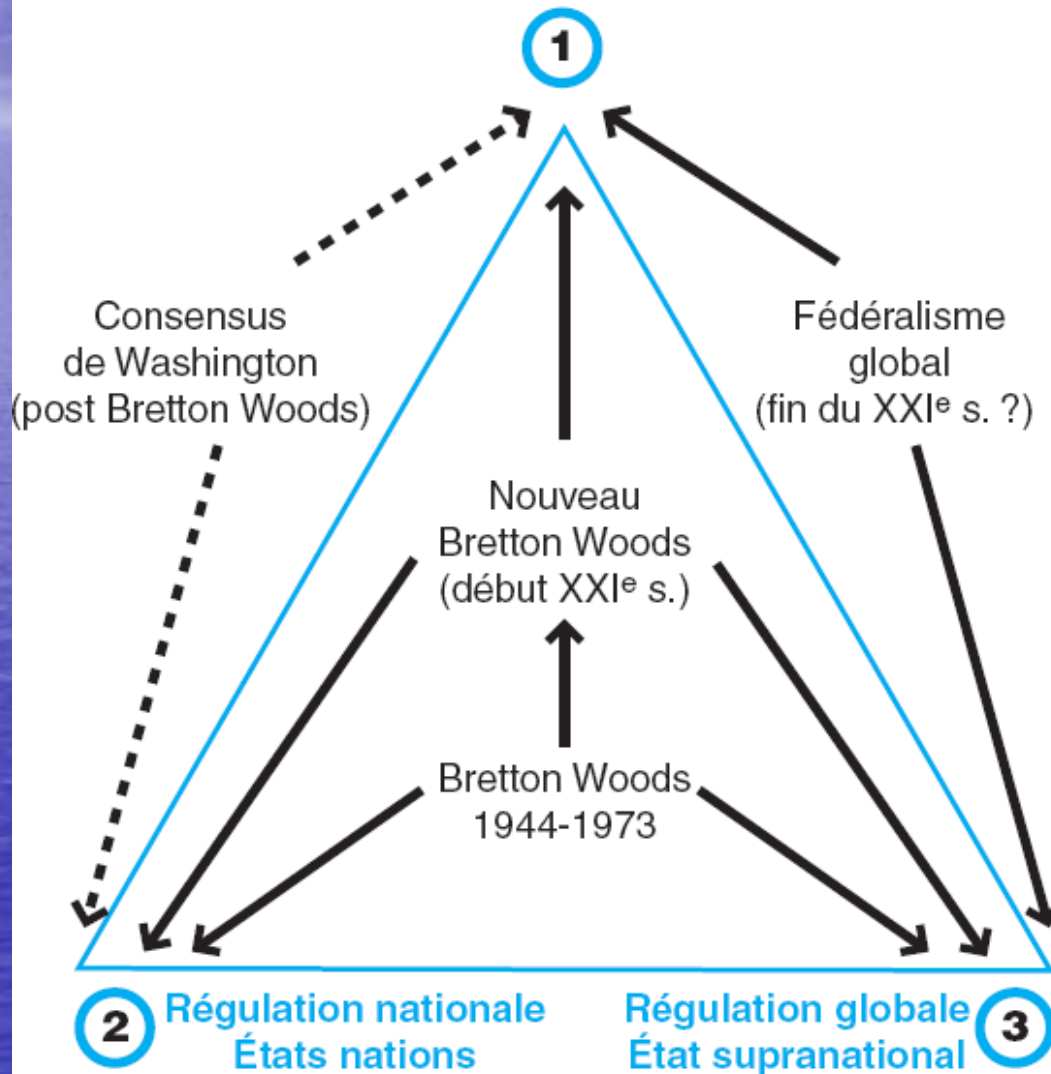 1
Consensus
de Washington
(post Bretton Woods)
Fédéralisme
global
(fin du XXIᵉ s. ?)
Nouveau
Bretton Woods
(début XXIᵉ s.)
Bretton Woods
1944-1973
2
Régulation nationale
États nations
Régulation globale
État supranational
3